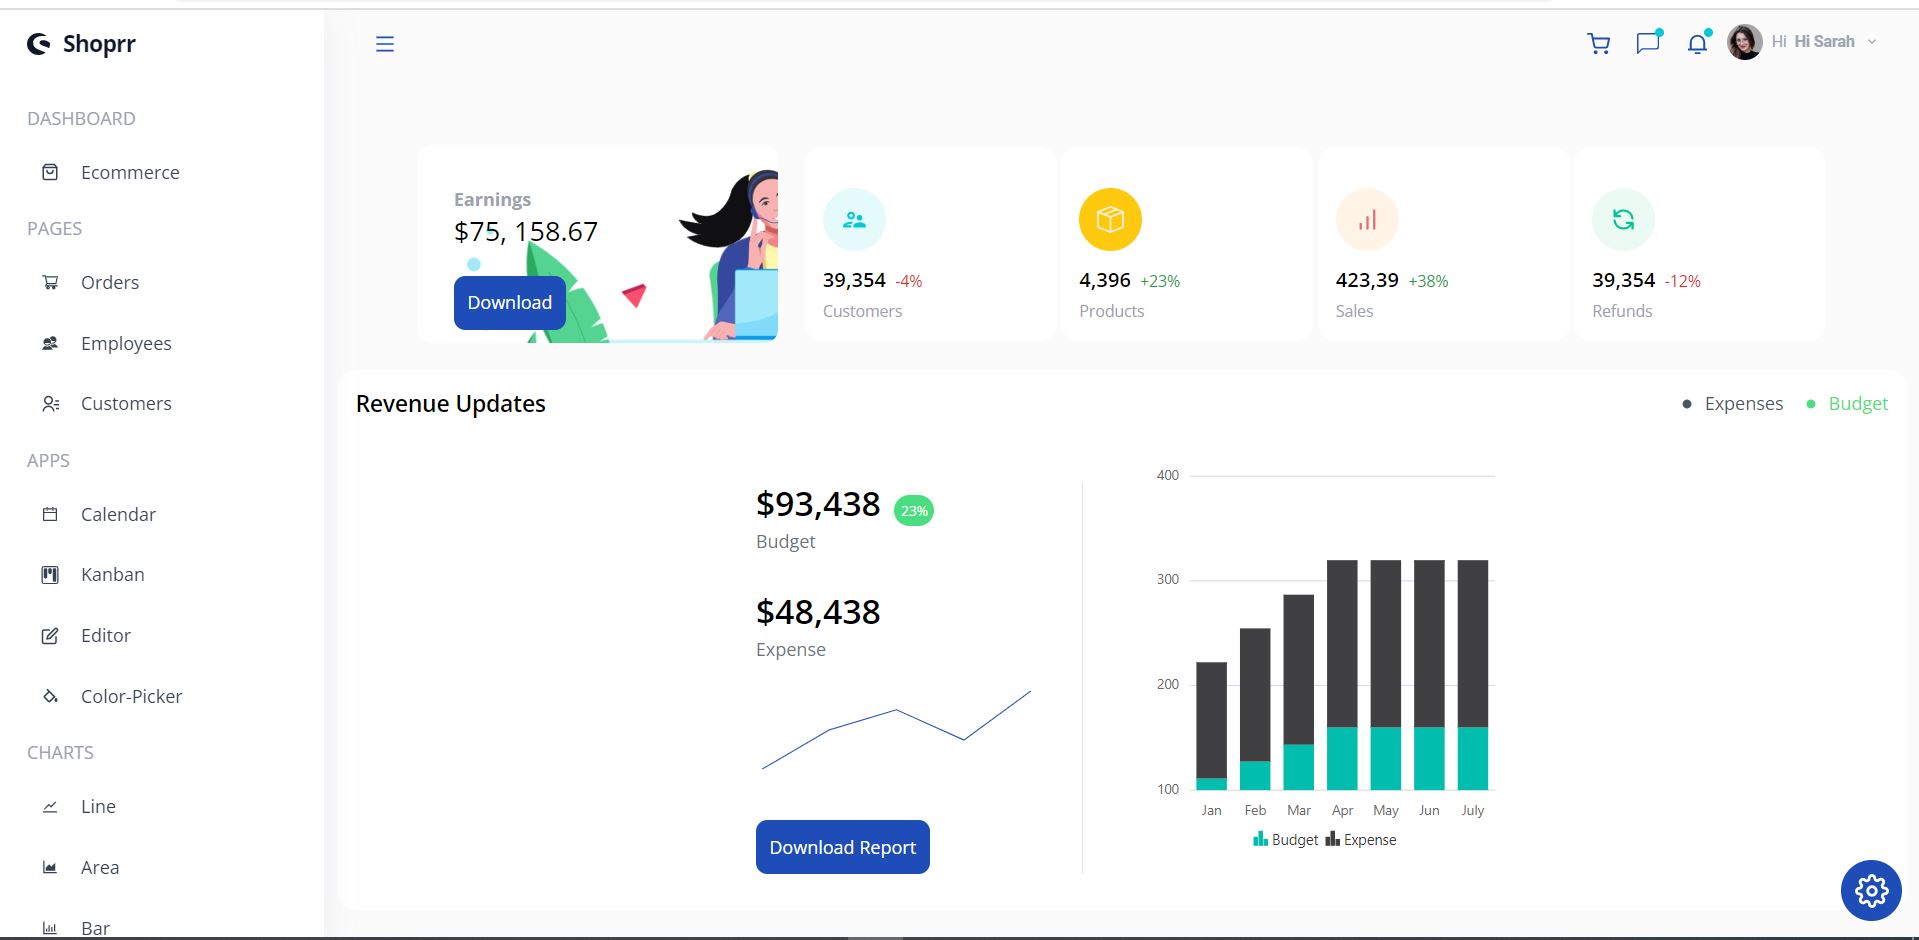 Shoprr
Hi Hi Sarah
DASHBOARD
Ecommerce
PAGES
Orders
Employees
Customers
APPS
Calendar
Kanban
Editor
Color-Picker
CHARTS
Line
Area
Bar
Earnings
$75, 158.67
Download
39,354 -4%
Customers
4,396 +23%
Products
423,39 +38%
Sales
39,354 -12%
Refunds
Revenue Updates
Expenses
Budget
$93,438 23%
Budget
$48,438
Expense
Download Report
400
300
200
100
Jan Feb Mar Apr May Jun July
Budget Expense